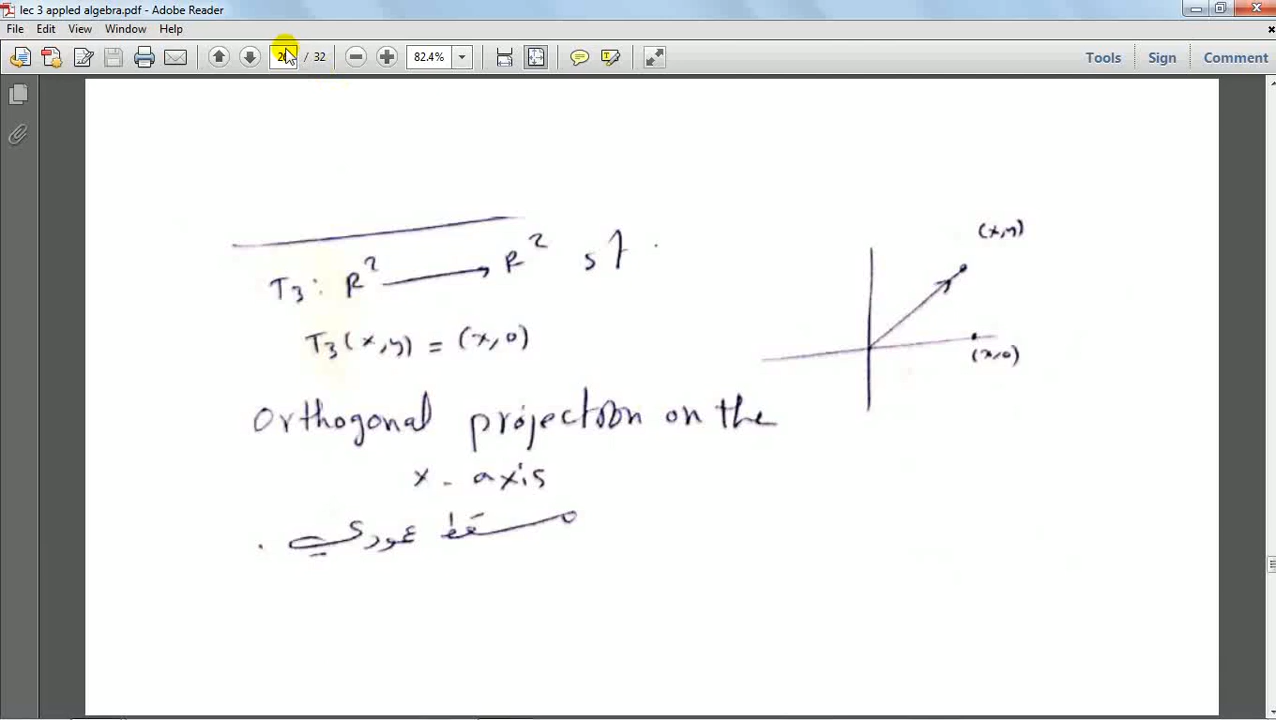 lec 3 appled algebra.pdf - Adobe Reader
File Edit View Window Help
/ 32 82.4% Tools Sign Comment
T₃: R² ⟶ R² st
(x,y)
T₃(x,y) = (x,0)
(x,0)
Orthogonal projection on the
x - axis
مسقط عمودي .